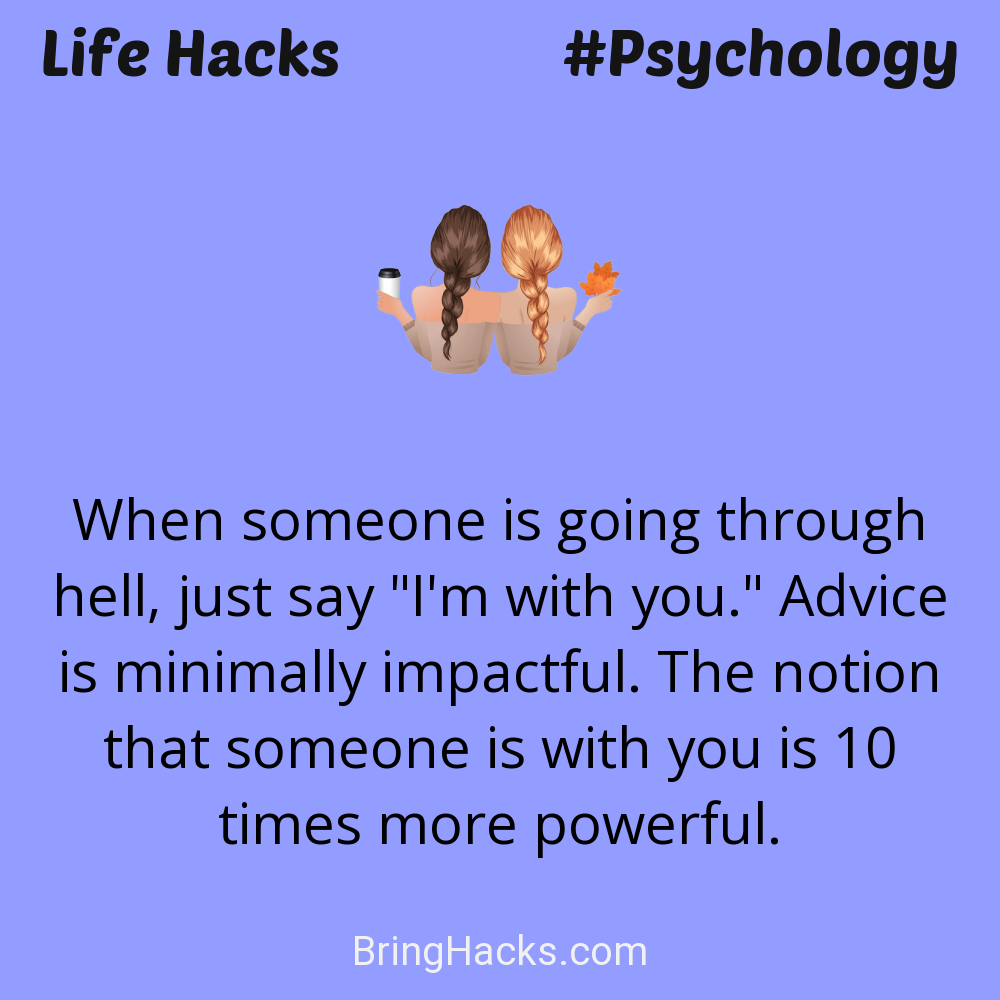 Life Hacks #Psychology
When someone is going through
hell, just say "I'm with you." Advice
is minimally impactful. The notion
that someone is with you is 10
times more powerful.
BringHacks.com